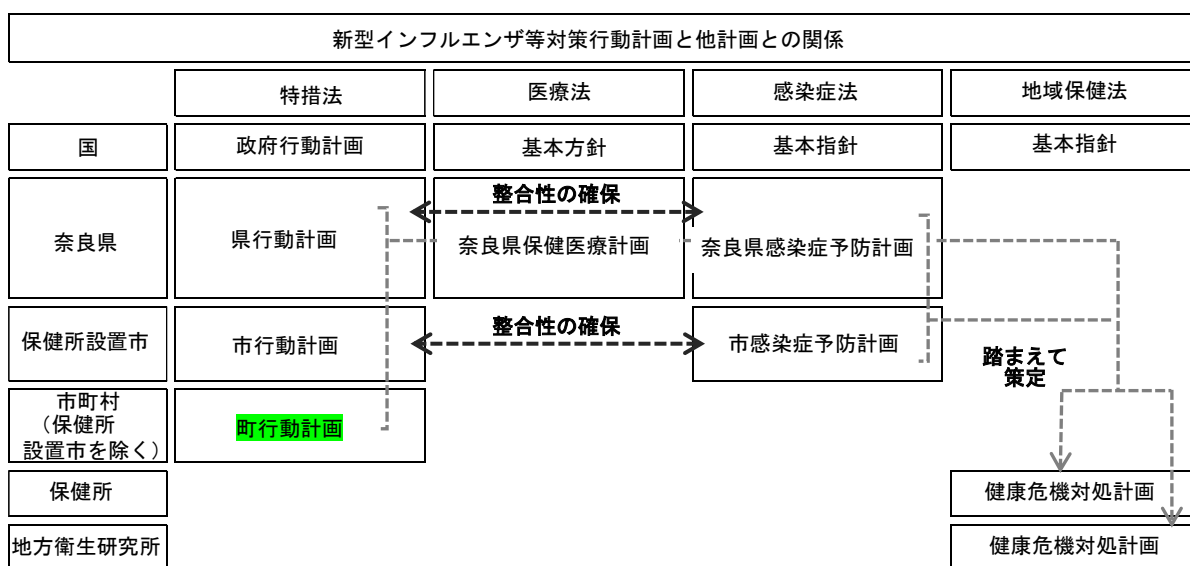 新型インフルエンザ等対策行動計画と他計画との関係
特措法
医療法
感染症法
地域保健法
国
政府行動計画
基本方針
基本指針
基本指針
奈良県
県行動計画
整合性の確保
奈良県保健医療計画
奈良県感染症予防計画
保健所設置市
市行動計画
整合性の確保
市感染症予防計画
踏まえて
策定
市町村
（保健所
設置市を除く）
町行動計画
保健所
健康危機対処計画
地方衛生研究所
健康危機対処計画